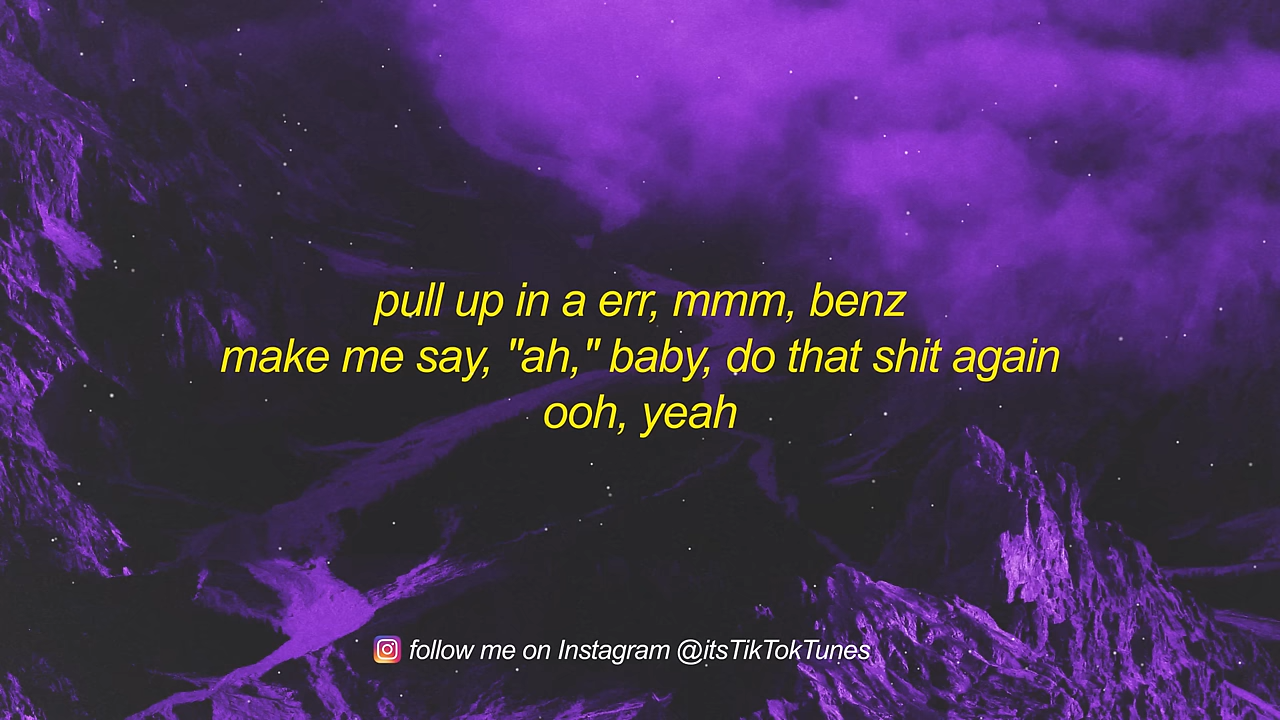 pull up in a err, mmm, benz
make me say, "ah," baby, do that shit again
ooh, yeah
follow me on Instagram @itsTikTokTunes